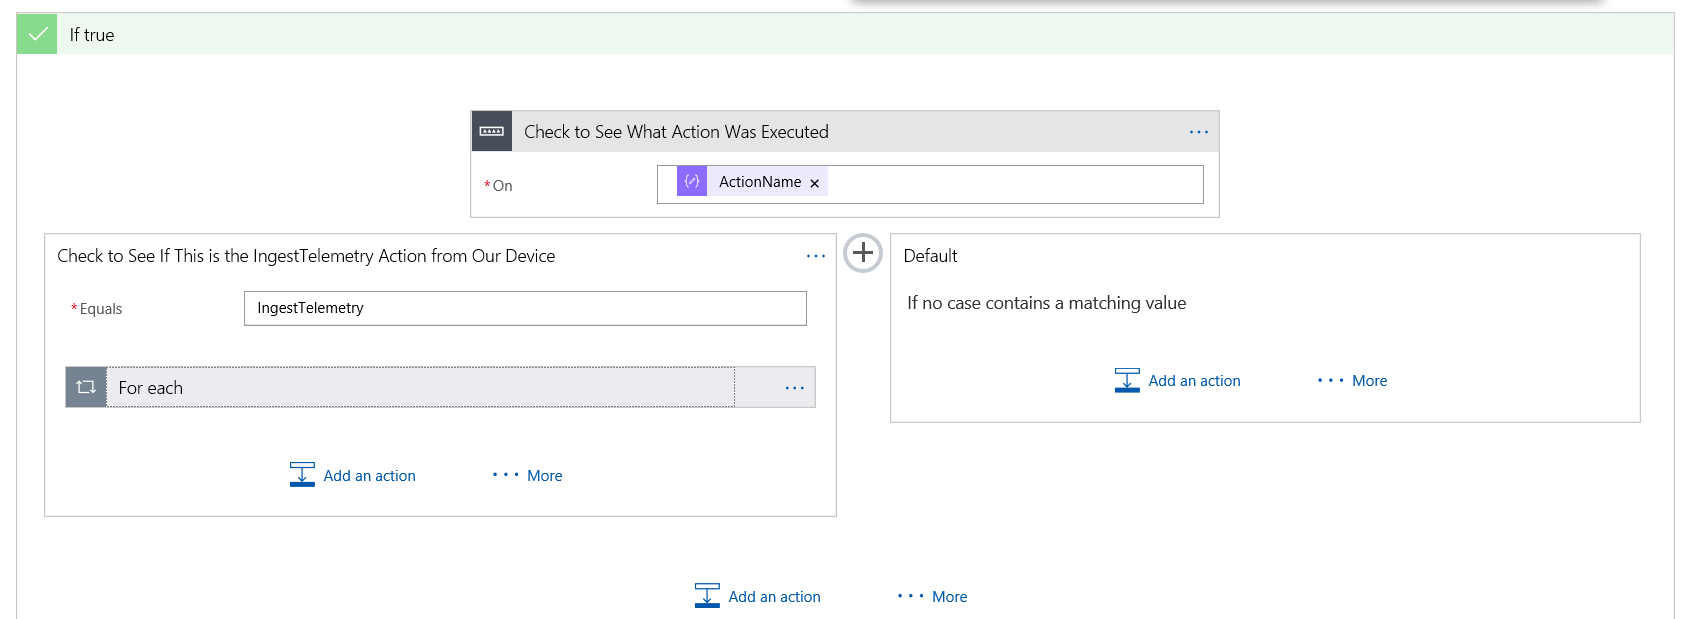 If true
Check to See What Action Was Executed
* On
ActionName ×
Check to See If This is the IngestTelemetry Action from Our Device
* Equals
IngestTelemetry
For each
Add an action
More
Default
If no case contains a matching value
Add an action
More
Add an action
More